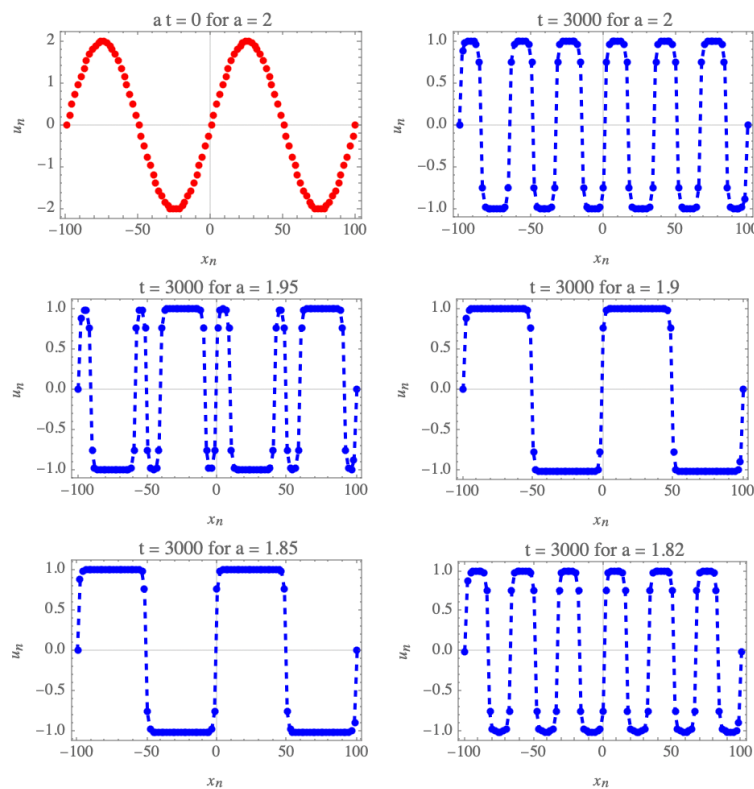 a t = 0 for a = 2
2
1
0
−1
−2
u_n
−100 −50 0 50 100
x_n
t = 3000 for a = 2
1.0
0.5
0.0
−0.5
−1.0
u_n
−100 −50 0 50 100
x_n
t = 3000 for a = 1.95
1.0
0.5
0.0
−0.5
−1.0
u_n
−100 −50 0 50 100
x_n
t = 3000 for a = 1.9
1.0
0.5
0.0
−0.5
−1.0
u_n
−100 −50 0 50 100
x_n
t = 3000 for a = 1.85
1.0
0.5
0.0
−0.5
−1.0
u_n
−100 −50 0 50 100
x_n
t = 3000 for a = 1.82
1.0
0.5
0.0
−0.5
−1.0
u_n
−100 −50 0 50 100
x_n